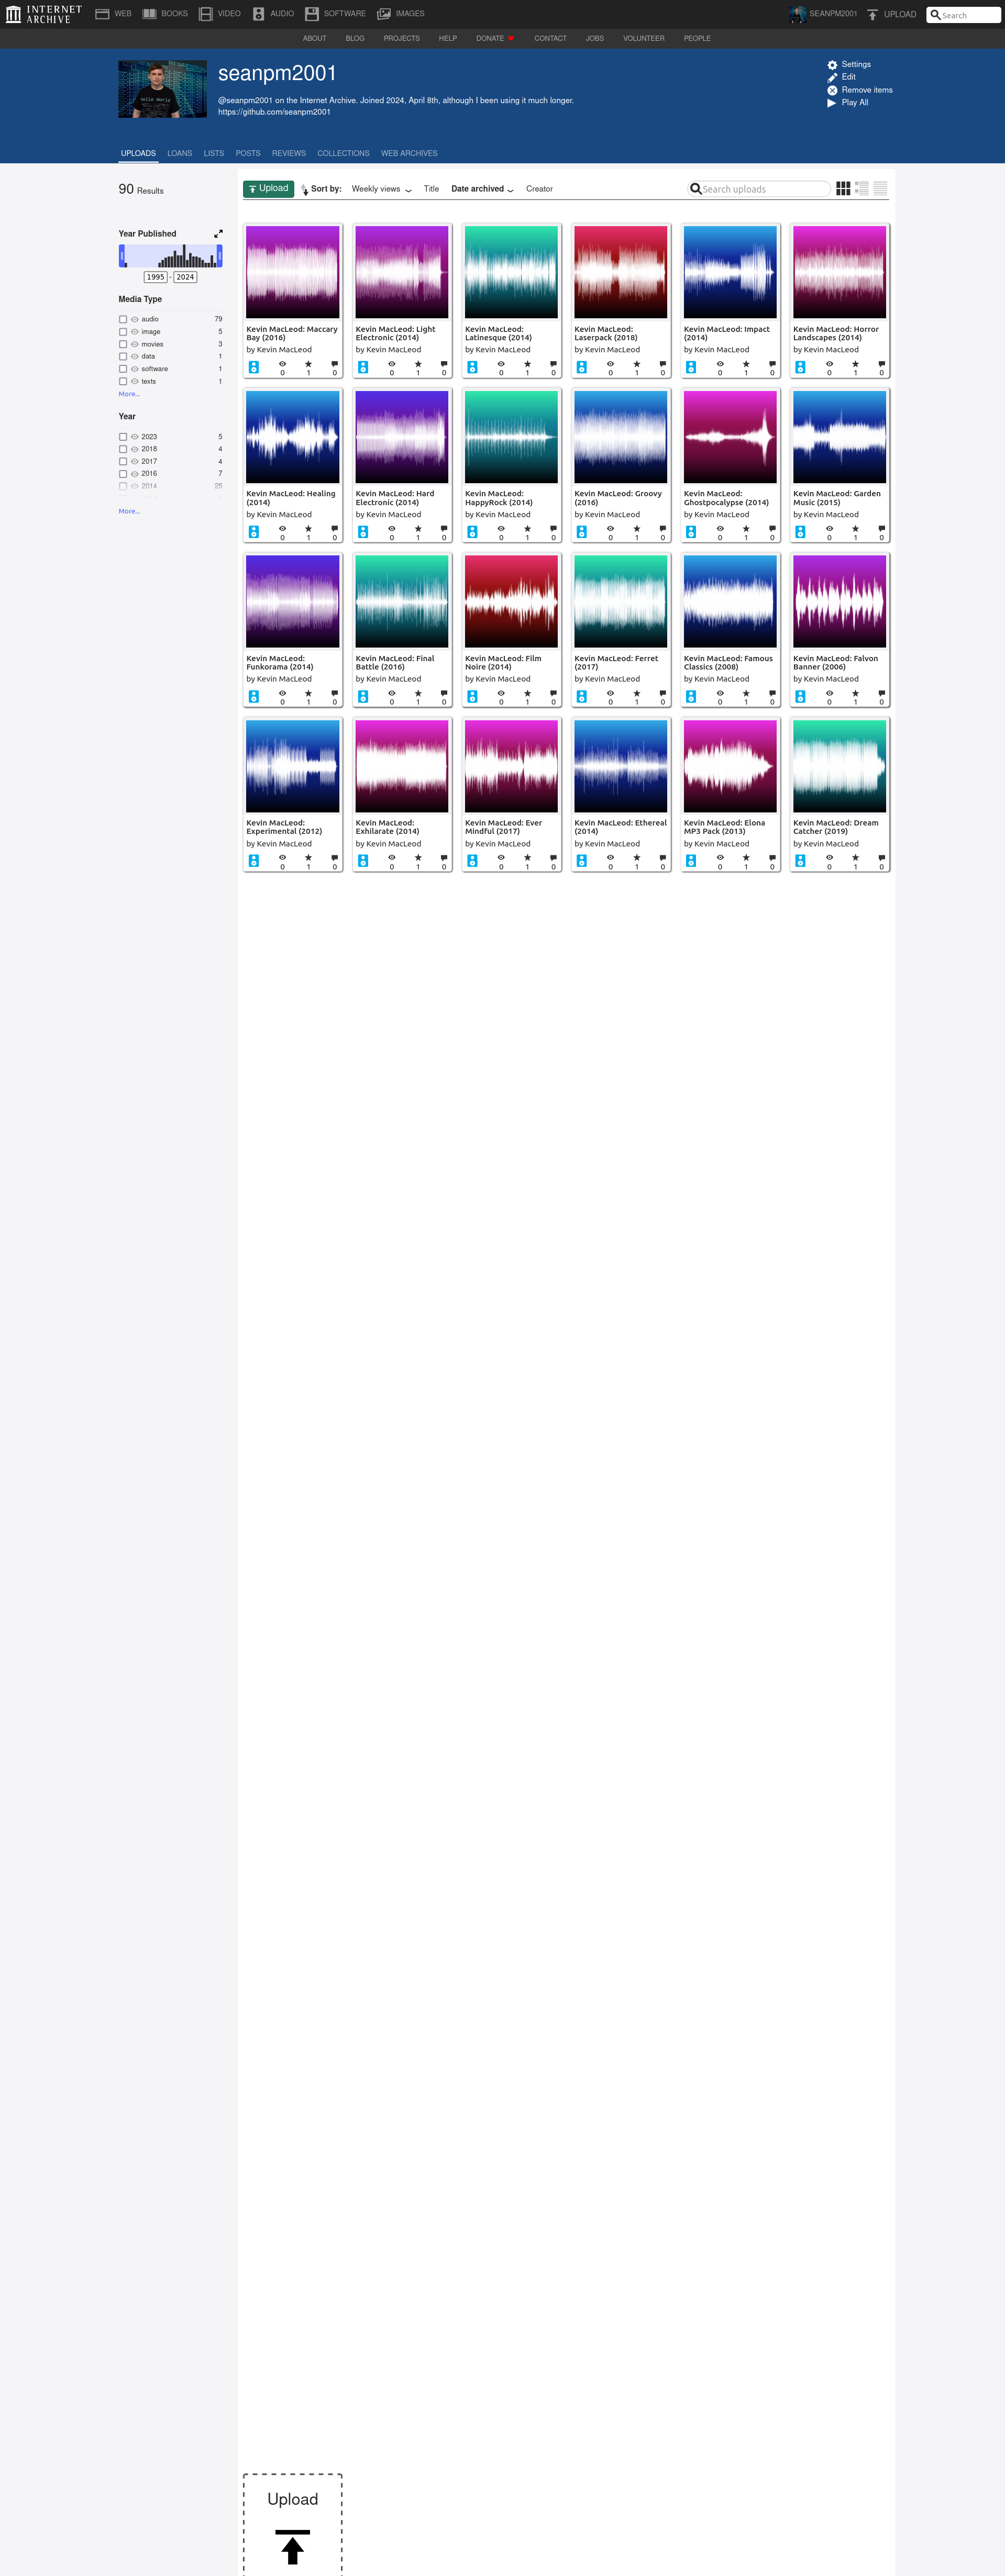 INTERNET ARCHIVE WEB BOOKS VIDEO AUDIO SOFTWARE IMAGES SEANPM2001 UPLOAD Search
ABOUT BLOG PROJECTS HELP DONATE CONTACT JOBS VOLUNTEER PEOPLE
seanpm2001
@seanpm2001 on the Internet Archive. Joined 2024, April 8th, although I been using it much longer.
https://github.com/seanpm2001
Settings
Edit
Remove items
Play All
UPLOADS LOANS LISTS POSTS REVIEWS COLLECTIONS WEB ARCHIVES
90 Results
Year Published
1995 - 2024
Media Type
audio 79
image 5
movies 3
data 1
software 1
texts 1
More...
Year
2023 5
2018 4
2017 4
2016 7
2014 25
More...
Upload Sort by: Weekly views Title Date archived Creator Search uploads
Kevin MacLeod: Maccary Bay (2016)
by Kevin MacLeod
0 1 0
Kevin MacLeod: Light Electronic (2014)
by Kevin MacLeod
0 1 0
Kevin MacLeod: Latinesque (2014)
by Kevin MacLeod
0 1 0
Kevin MacLeod: Laserpack (2018)
by Kevin MacLeod
0 1 0
Kevin MacLeod: Impact (2014)
by Kevin MacLeod
0 1 0
Kevin MacLeod: Horror Landscapes (2014)
by Kevin MacLeod
0 1 0
Kevin MacLeod: Healing (2014)
by Kevin MacLeod
0 1 0
Kevin MacLeod: Hard Electronic (2014)
by Kevin MacLeod
0 1 0
Kevin MacLeod: HappyRock (2014)
by Kevin MacLeod
0 1 0
Kevin MacLeod: Groovy (2016)
by Kevin MacLeod
0 1 0
Kevin MacLeod: Ghostpocalypse (2014)
by Kevin MacLeod
0 1 0
Kevin MacLeod: Garden Music (2015)
by Kevin MacLeod
0 1 0
Kevin MacLeod: Funkorama (2014)
by Kevin MacLeod
0 1 0
Kevin MacLeod: Final Battle (2016)
by Kevin MacLeod
0 1 0
Kevin MacLeod: Film Noire (2014)
by Kevin MacLeod
0 1 0
Kevin MacLeod: Ferret (2017)
by Kevin MacLeod
0 1 0
Kevin MacLeod: Famous Classics (2008)
by Kevin MacLeod
0 1 0
Kevin MacLeod: Falvon Banner (2006)
by Kevin MacLeod
0 1 0
Kevin MacLeod: Experimental (2012)
by Kevin MacLeod
0 1 0
Kevin MacLeod: Exhilarate (2014)
by Kevin MacLeod
0 1 0
Kevin MacLeod: Ever Mindful (2017)
by Kevin MacLeod
0 1 0
Kevin MacLeod: Ethereal (2014)
by Kevin MacLeod
0 1 0
Kevin MacLeod: Elona MP3 Pack (2013)
by Kevin MacLeod
0 1 0
Kevin MacLeod: Dream Catcher (2019)
by Kevin MacLeod
0 1 0
Upload